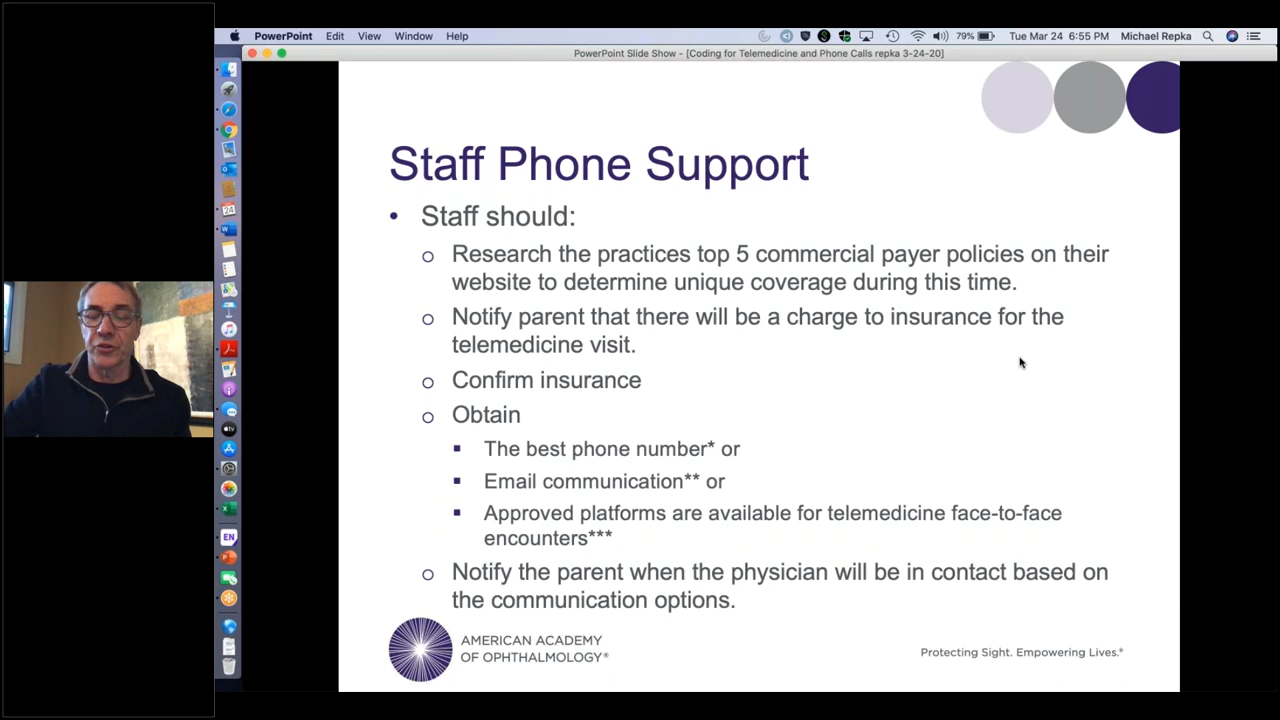 PowerPoint Edit View Window Help 79% Tue Mar 24 6:55 PM Michael Repka
PowerPoint Slide Show - [Coding for Telemedicine and Phone Calls repka 3-24-20]
Staff Phone Support
• Staff should:
o Research the practices top 5 commercial payer policies on their
website to determine unique coverage during this time.
o Notify parent that there will be a charge to insurance for the
telemedicine visit.
o Confirm insurance
o Obtain
▪ The best phone number* or
▪ Email communication** or
▪ Approved platforms are available for telemedicine face-to-face
encounters***
o Notify the parent when the physician will be in contact based on
the communication options.
AMERICAN ACADEMY
OF OPHTHALMOLOGY®
Protecting Sight. Empowering Lives.®
24
EN
tv